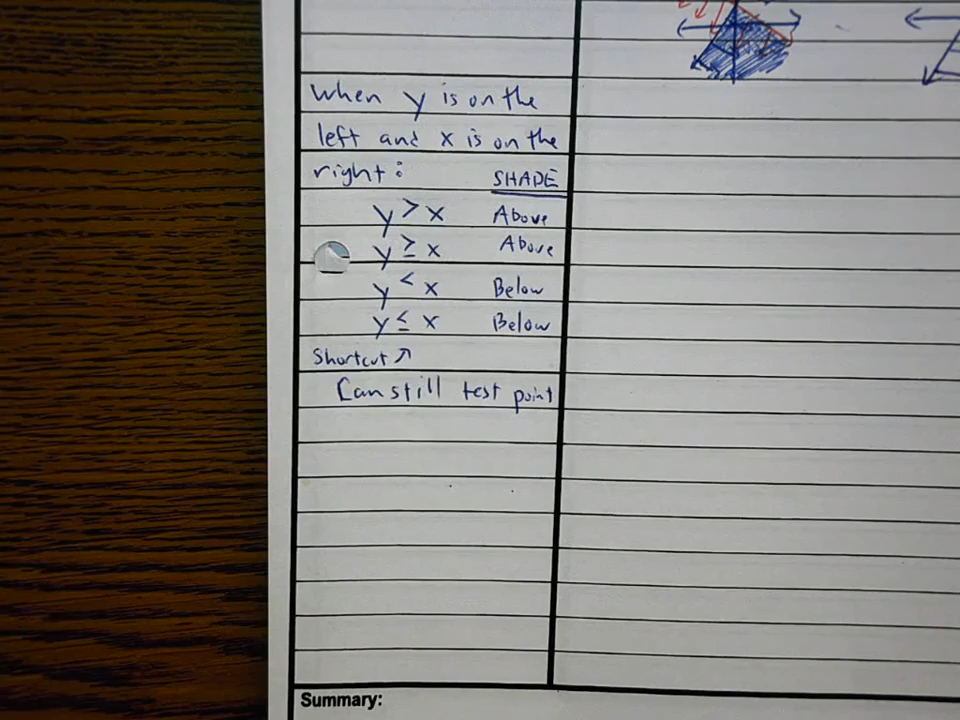 When y is on the
left and x is on the
right: SHADE
y > x Above
y ≥ x Above
y < x Below
y ≤ x Below
Shortcut ↗
Can still test point
Summary: